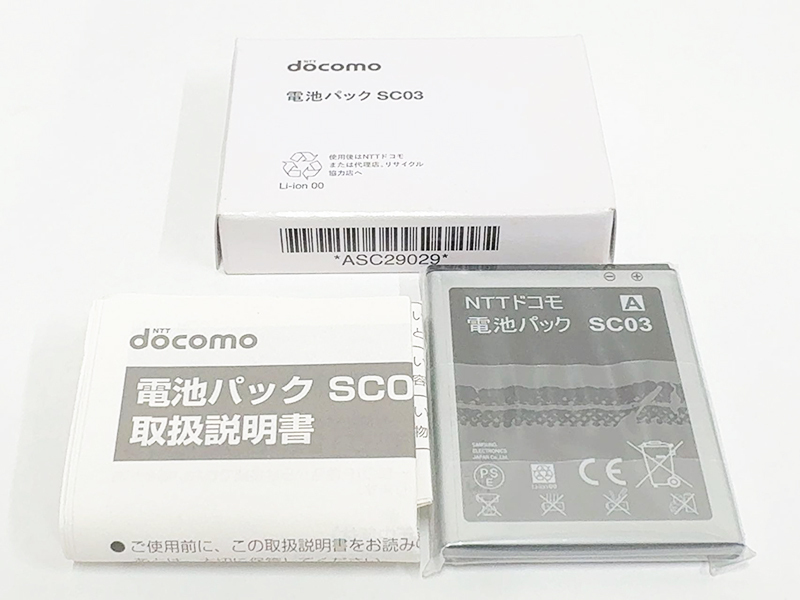 NTT
docomo
電池パック SC03
使用後はNTTドコモ
または代理店、リサイクル
協力店へ
Li-ion 00
*ASC29029*
NTT
docomo
電池パック SC0
取扱説明書
●ご使用前に、この取扱説明書をお読み
NTTドコモ A
電池パック SC03
SAMSUNG
ELECTRONICS
JAPAN Co.,Ltd.
PS
E
Li-ion 00
CE